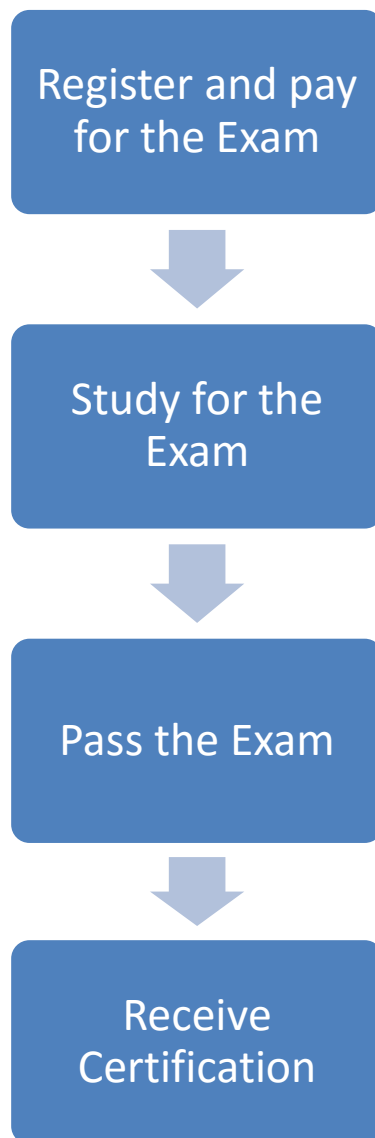 Register and pay
for the Exam
Study for the
Exam
Pass the Exam
Receive
Certification